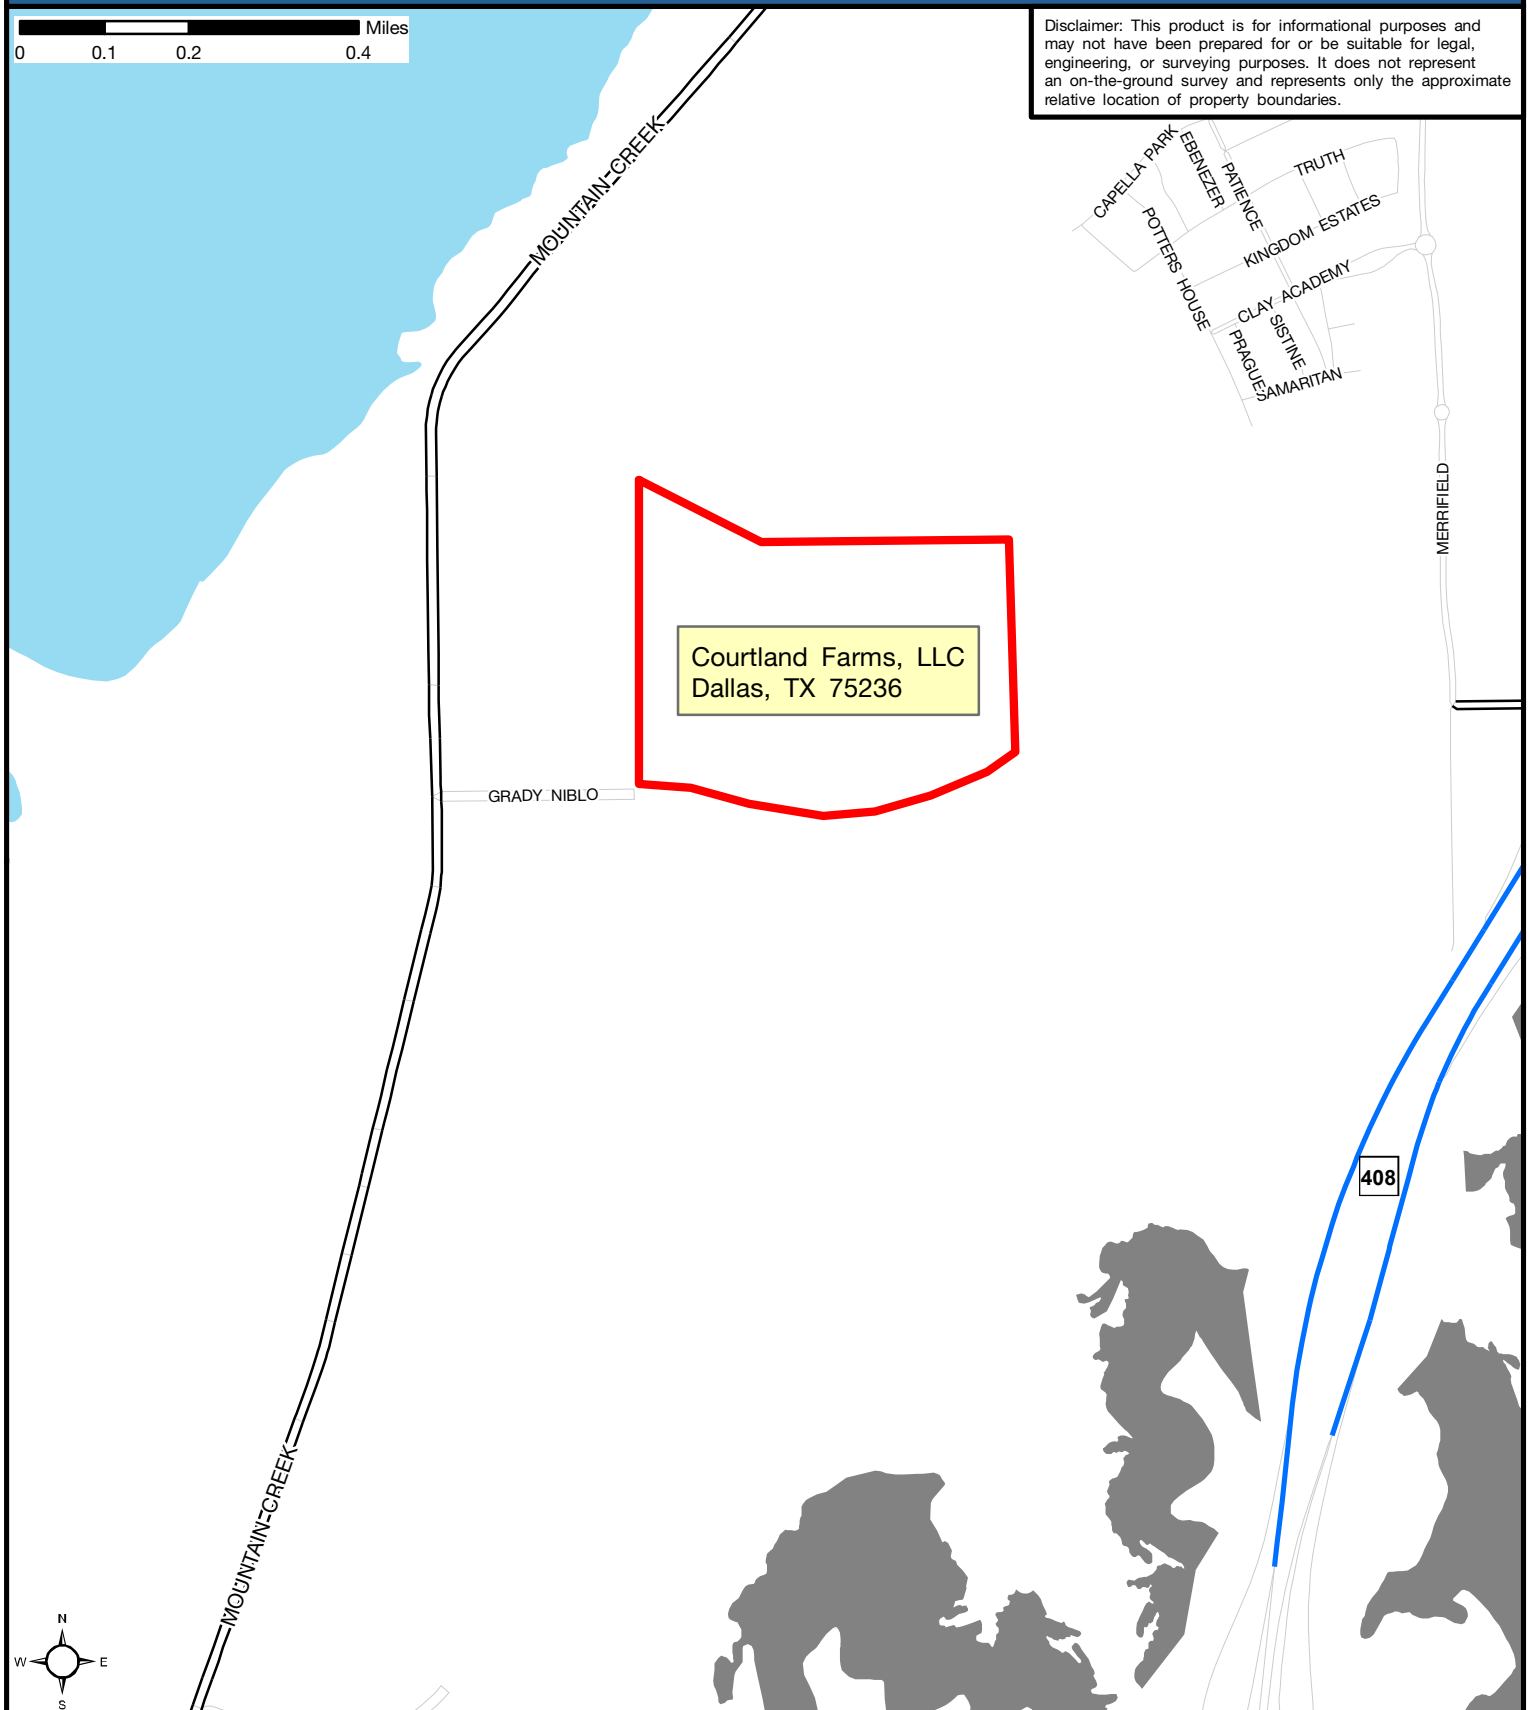 Miles
0 0.1 0.2 0.4
Disclaimer: This product is for informational purposes and
may not have been prepared for or be suitable for legal,
engineering, or surveying purposes. It does not represent
an on-the-ground survey and represents only the approximate
relative location of property boundaries.
MOUNTAIN CREEK
CAPELLA PARK
EBENEZER
PATIENCE
TRUTH
POTTERS HOUSE
KINGDOM ESTATES
CLAY ACADEMY
SISTINE
PRAGUE
SAMARITAN
MERRIFIELD
Courtland Farms, LLC
Dallas, TX 75236
GRADY NIBLO
408
MOUNTAIN CREEK
N
W E
S